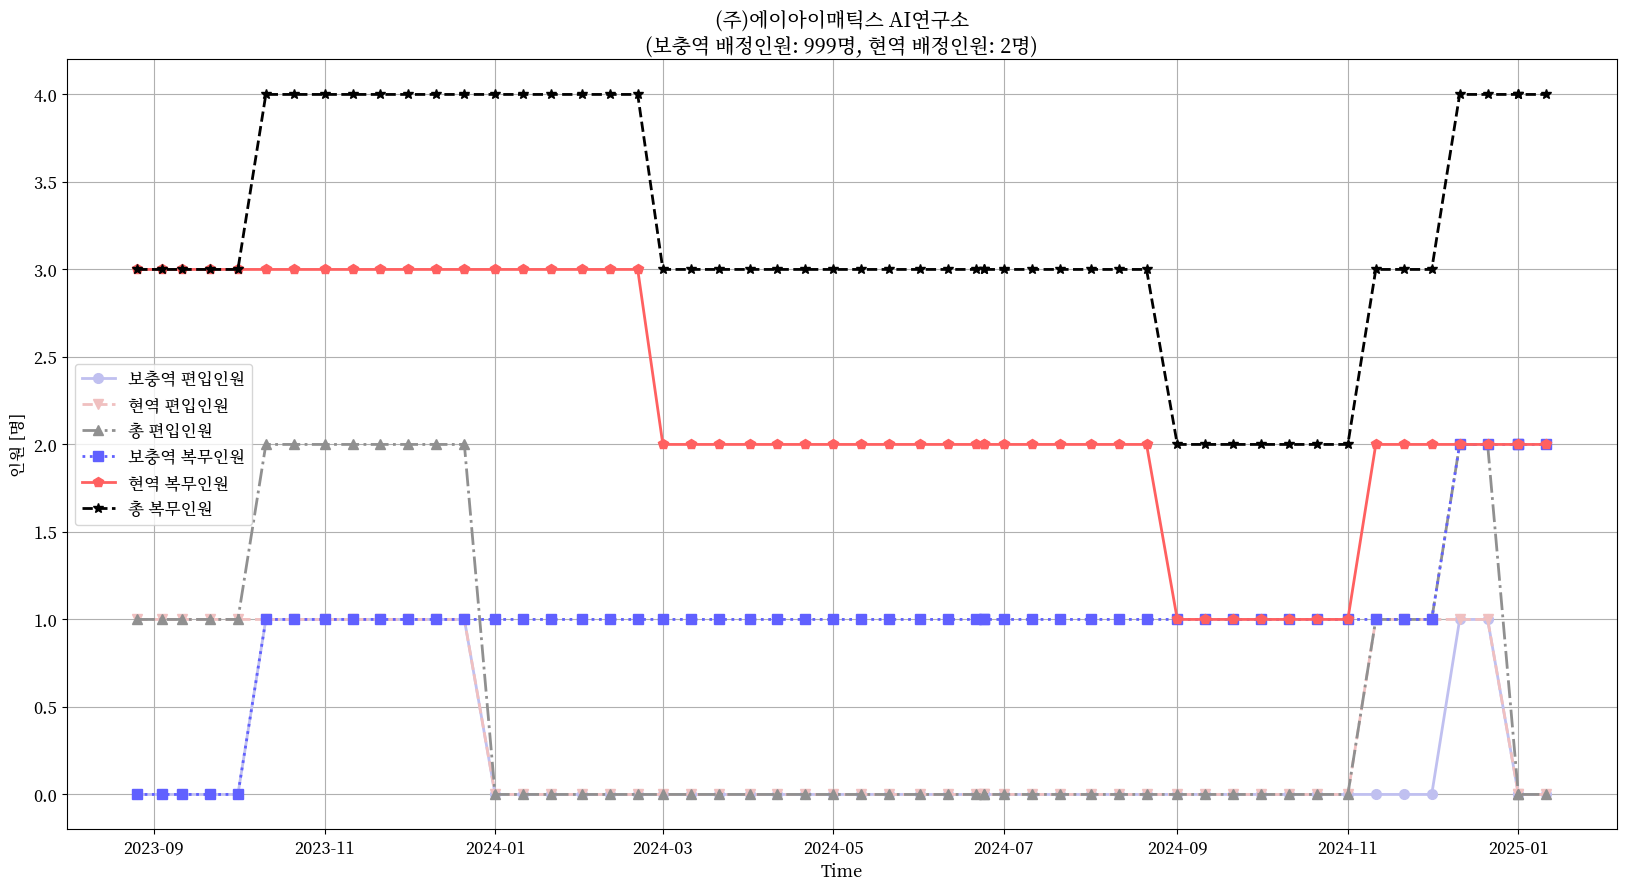 (주)에이아이매틱스 AI연구소
(보충역 배정인원: 999명, 현역 배정인원: 2명)
4.0
3.5
3.0
2.5
2.0
1.5
1.0
0.5
0.0
인원 [명]
보충역 편입인원
현역 편입인원
총 편입인원
보충역 복무인원
현역 복무인원
총 복무인원
2023-09 2023-11 2024-01 2024-03 2024-05 2024-07 2024-09 2024-11 2025-01
Time